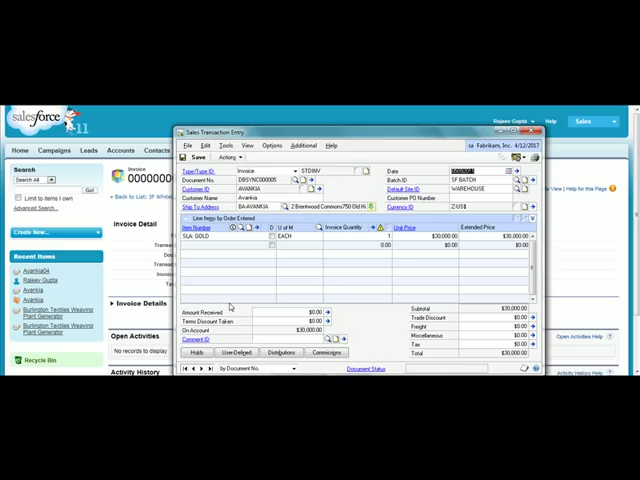 salesforce
11
Rajeev Gupta
Help
Sales
Home Campaigns Leads Accounts Contacts
Search
Search All
Go!
Limit to items I own
Advanced Search...
Create New...
Recent Items
Avankia04
Rajeev Gupta
Avankia
Avankia
Burlington Textiles Weaving
Plant Generator
Burlington Textiles Weaving
Plant Generator
Recycle Bin
Invoice
Back to List:
Invoice Detail
Invoice Details
Open Activities
No records to display
Activity History
View | Help for this Page
Open Activities Help
Activity History Help
Sales Transaction Entry
File Edit Tools View Options Additional Help
sa Fabrikam, Inc. 4/12/2017
Save Actions
Type/Type ID: Invoice STDINV
Document No. DBSYNC000005
Customer ID AVANKIA
Customer Name Avankia
Ship To Address BA-AVANKIA 2 Brentwood Commons750 Old Hi
Date
Batch ID SF BATCH
Default Site ID WAREHOUSE
Customer PO Number
Currency ID Z-US$
Line Items by Order Entered
Item Number D U of M Invoice Quantity Unit Price Extended Price
SLA: GOLD EACH 1 $30,000.00 $30,000.00
0.00 $0.00 $0.00
Amount Received $0.00
Terms Discount Taken $0.00
On Account $30,000.00
Comment ID
Subtotal $30,000.00
Trade Discount $0.00
Freight $0.00
Miscellaneous $0.00
Tax $0.00
Total $30,000.00
Holds User-Defined Distributions Commissions
by Document No.
Document Status